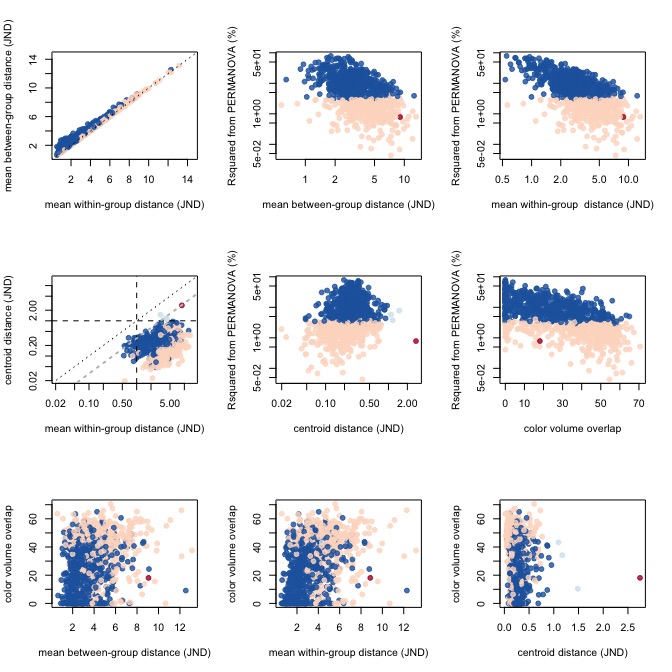 mean between-group distance (JND)
14
10
6
2
2 4 6 8 10 14
mean within-group distance (JND)
Rsquared from PERMANOVA (%)
5e+01
1e+00
5e-02
1 2 5 10
mean between-group distance (JND)
Rsquared from PERMANOVA (%)
5e+01
1e+00
5e-02
0.5 1.0 2.0 5.0 10.0
mean within-group distance (JND)
centroid distance (JND)
2.00
0.20
0.02
0.02 0.10 0.50 5.00
mean within-group distance (JND)
Rsquared from PERMANOVA (%)
5e+01
1e+00
5e-02
0.02 0.10 0.50 2.00
centroid distance (JND)
Rsquared from PERMANOVA (%)
5e+01
1e+00
5e-02
0 10 30 50 70
color volume overlap
color volume overlap
60
40
20
0
2 4 6 8 10 12
mean between-group distance (JND)
color volume overlap
60
40
20
0
2 4 6 8 10 12
mean within-group distance (JND)
color volume overlap
60
40
20
0
0.0 0.5 1.0 1.5 2.0 2.5
centroid distance (JND)